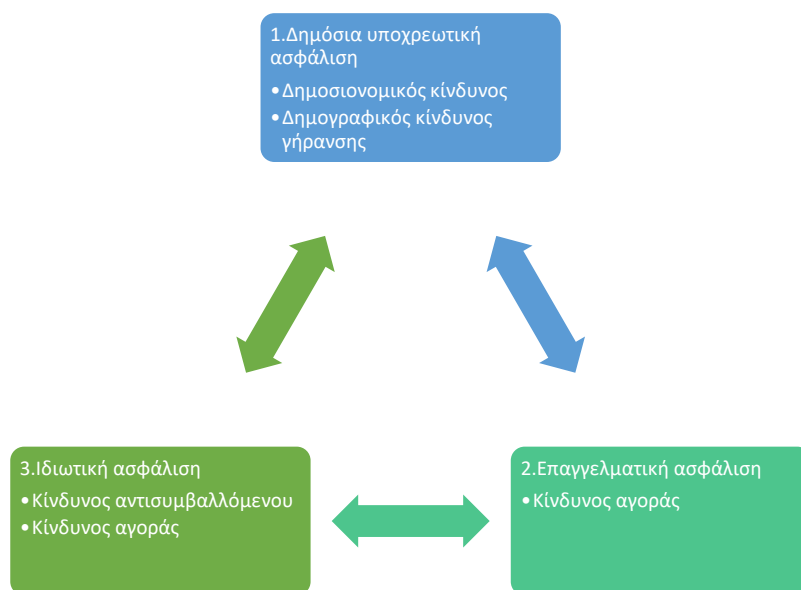 1.Δημόσια υποχρεωτική
ασφάλιση
•Δημοσιονομικός κίνδυνος
•Δημογραφικός κίνδυνος
γήρανσης
3.Ιδιωτική ασφάλιση
•Κίνδυνος αντισυμβαλλόμενου
•Κίνδυνος αγοράς
2.Επαγγελματική ασφάλιση
•Κίνδυνος αγοράς